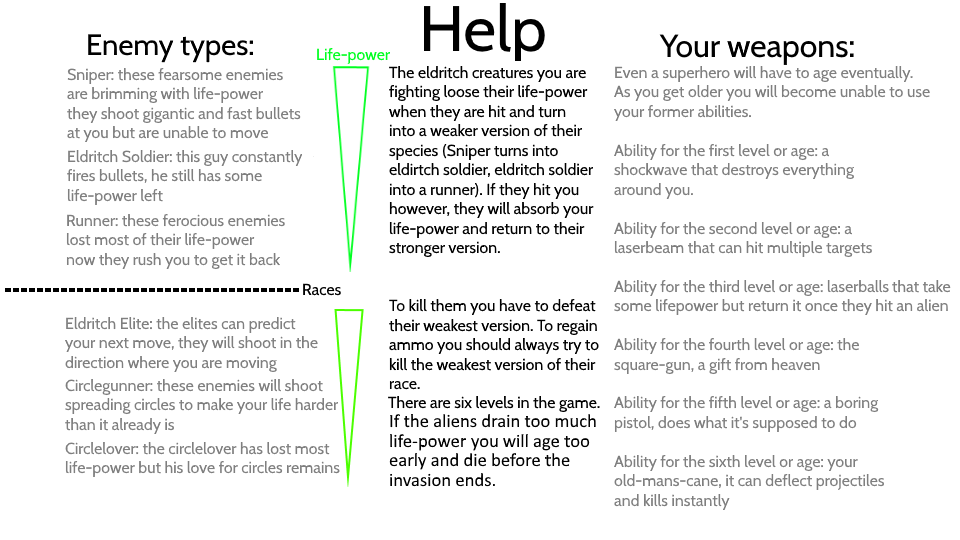 Enemy types:
Sniper: these fearsome enemies
are brimming with life-power
they shoot gigantic and fast bullets
at you but are unable to move
Eldritch Soldier: this guy constantly
fires bullets, he still has some
life-power left
Runner: these ferocious enemies
lost most of their life-power
now they rush you to get it back
Races
Eldritch Elite: the elites can predict
your next move, they will shoot in the
direction where you are moving
Circlegunner: these enemies will shoot
spreading circles to make your life harder
than it already is
Circlelover: the circlelover has lost most
life-power but his love for circles remains
Life-power
Help
The eldritch creatures you are
fighting loose their life-power
when they are hit and turn
into a weaker version of their
species (Sniper turns into
eldirtch soldier, eldritch soldier
into a runner). If they hit you
however, they will absorb your
life-power and return to their
stronger version.
To kill them you have to defeat
their weakest version. To regain
ammo you should always try to
kill the weakest version of their
race.
There are six levels in the game.
If the aliens drain too much
life-power you will age too
early and die before the
invasion ends.
Your weapons:
Even a superhero will have to age eventually.
As you get older you will become unable to use
your former abilities.
Ability for the first level or age: a
shockwave that destroys everything
around you.
Ability for the second level or age: a
laserbeam that can hit multiple targets
Ability for the third level or age: laserballs that take
some lifepower but return it once they hit an alien
Ability for the fourth level or age: the
square-gun, a gift from heaven
Ability for the fifth level or age: a boring
pistol, does what it's supposed to do
Ability for the sixth level or age: your
old-mans-cane, it can deflect projectiles
and kills instantly